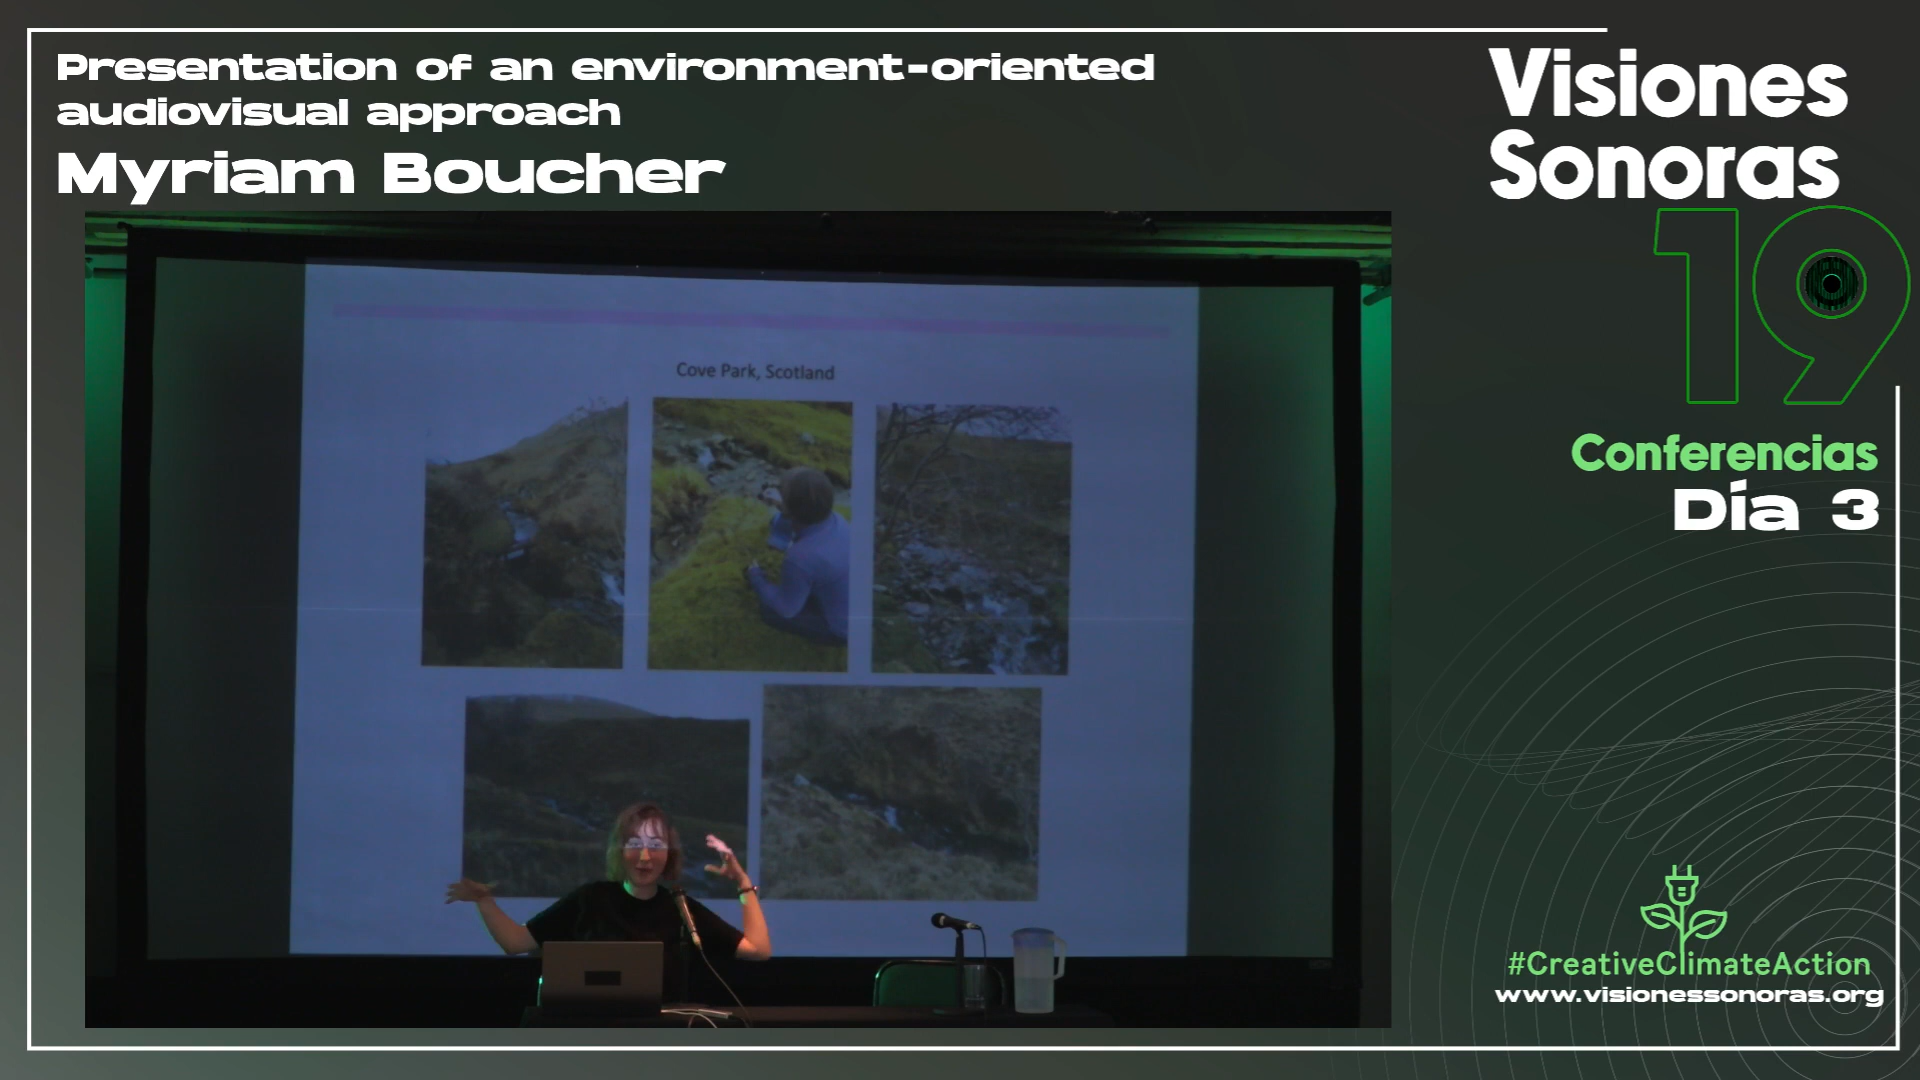 Presentation of an environment-oriented
audiovisual approach
Myriam Boucher
Visiones
Sonoras
19
Conferencias
Día 3
Cove Park, Scotland
#CreativeClimateAction
www.visionessonoras.org